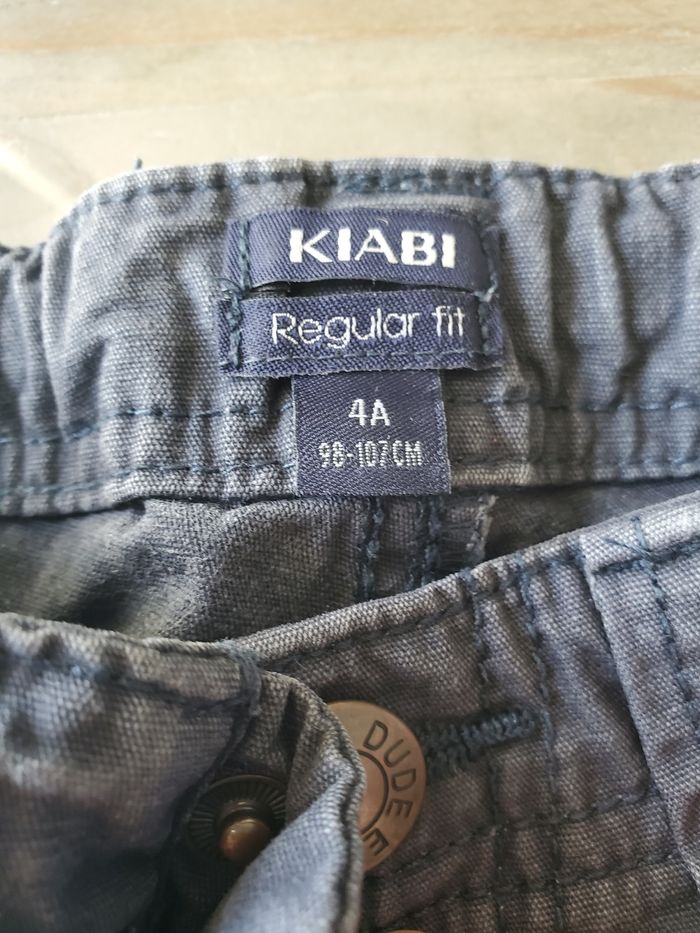 KIABI
Regular fit
4A
98-107CM
DUDE